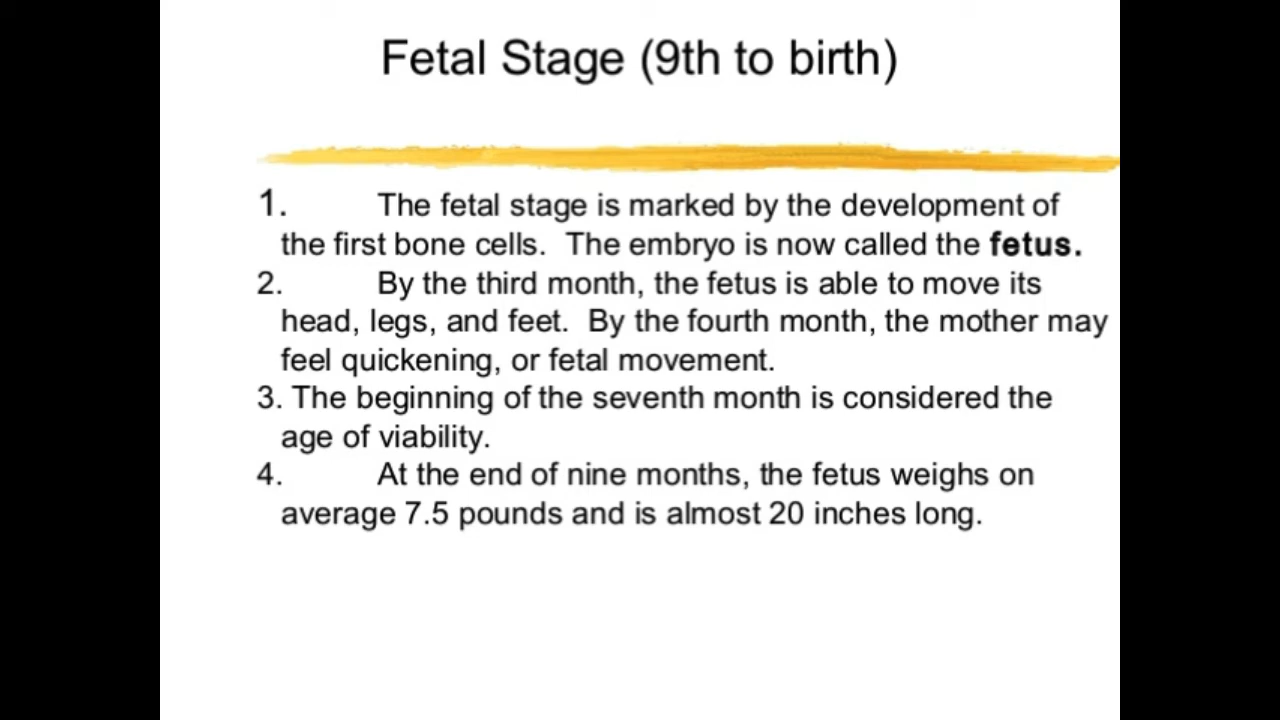 Fetal Stage (9th to birth)
1. The fetal stage is marked by the development of
the first bone cells. The embryo is now called the fetus.
2. By the third month, the fetus is able to move its
head, legs, and feet. By the fourth month, the mother may
feel quickening, or fetal movement.
3. The beginning of the seventh month is considered the
age of viability.
4. At the end of nine months, the fetus weighs on
average 7.5 pounds and is almost 20 inches long.